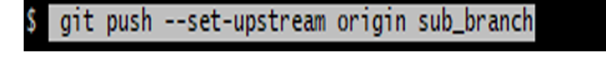 $ git push --set-upstream origin sub_branch